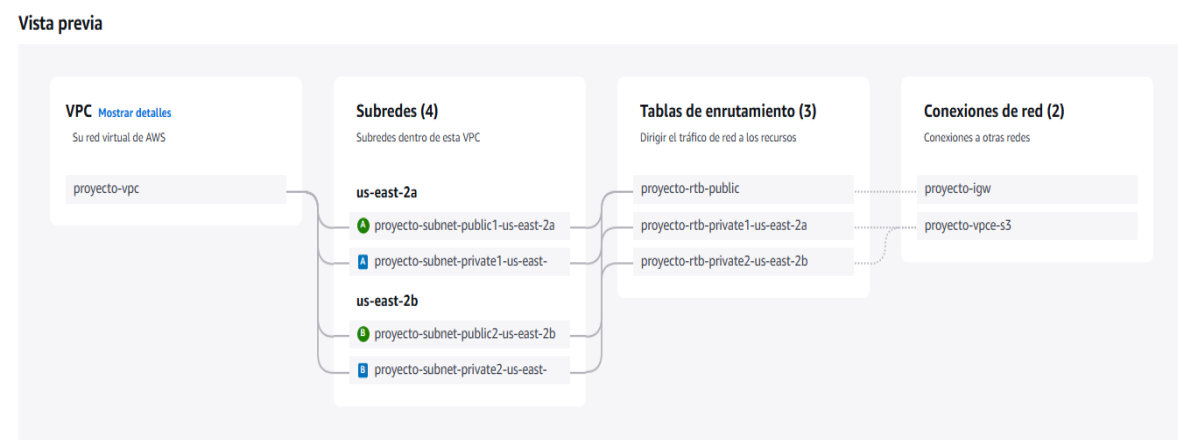 Vista previa
VPC Mostrar detalles
Su red virtual de AWS
proyecto-vpc
Subredes (4)
Subredes dentro de esta VPC
us-east-2a
A proyecto-subnet-public1-us-east-2a
A proyecto-subnet-private1-us-east-
us-east-2b
B proyecto-subnet-public2-us-east-2b
B proyecto-subnet-private2-us-east-
Tablas de enrutamiento (3)
Dirigir el tráfico de red a los recursos
proyecto-rtb-public
proyecto-rtb-private1-us-east-2a
proyecto-rtb-private2-us-east-2b
Conexiones de red (2)
Conexiones a otras redes
proyecto-igw
proyecto-vpce-s3